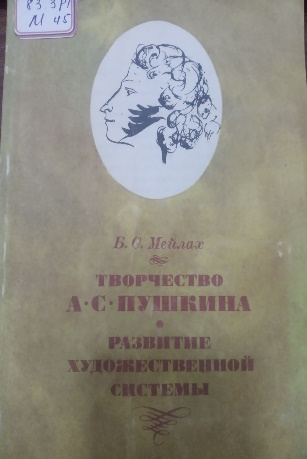 83 3Р1
М 45
Б. С. Мейлах
ТВОРЧЕСТВО
А·С·ПУШКИНА
РАЗВИТИЕ
ХУДОЖЕСТВЕННОЙ
СИСТЕМЫ